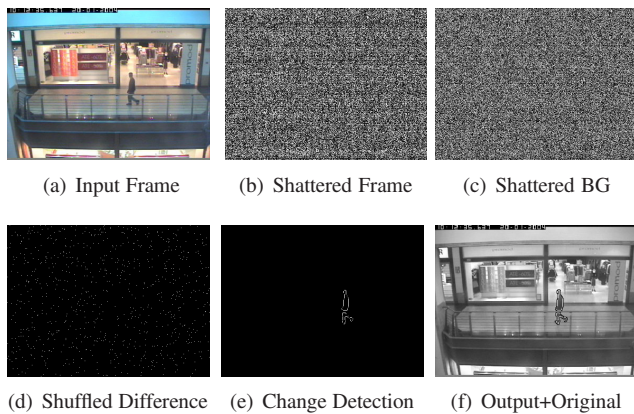 (a) Input Frame
(b) Shattered Frame
(c) Shattered BG
(d) Shuffled Difference
(e) Change Detection
(f) Output+Original